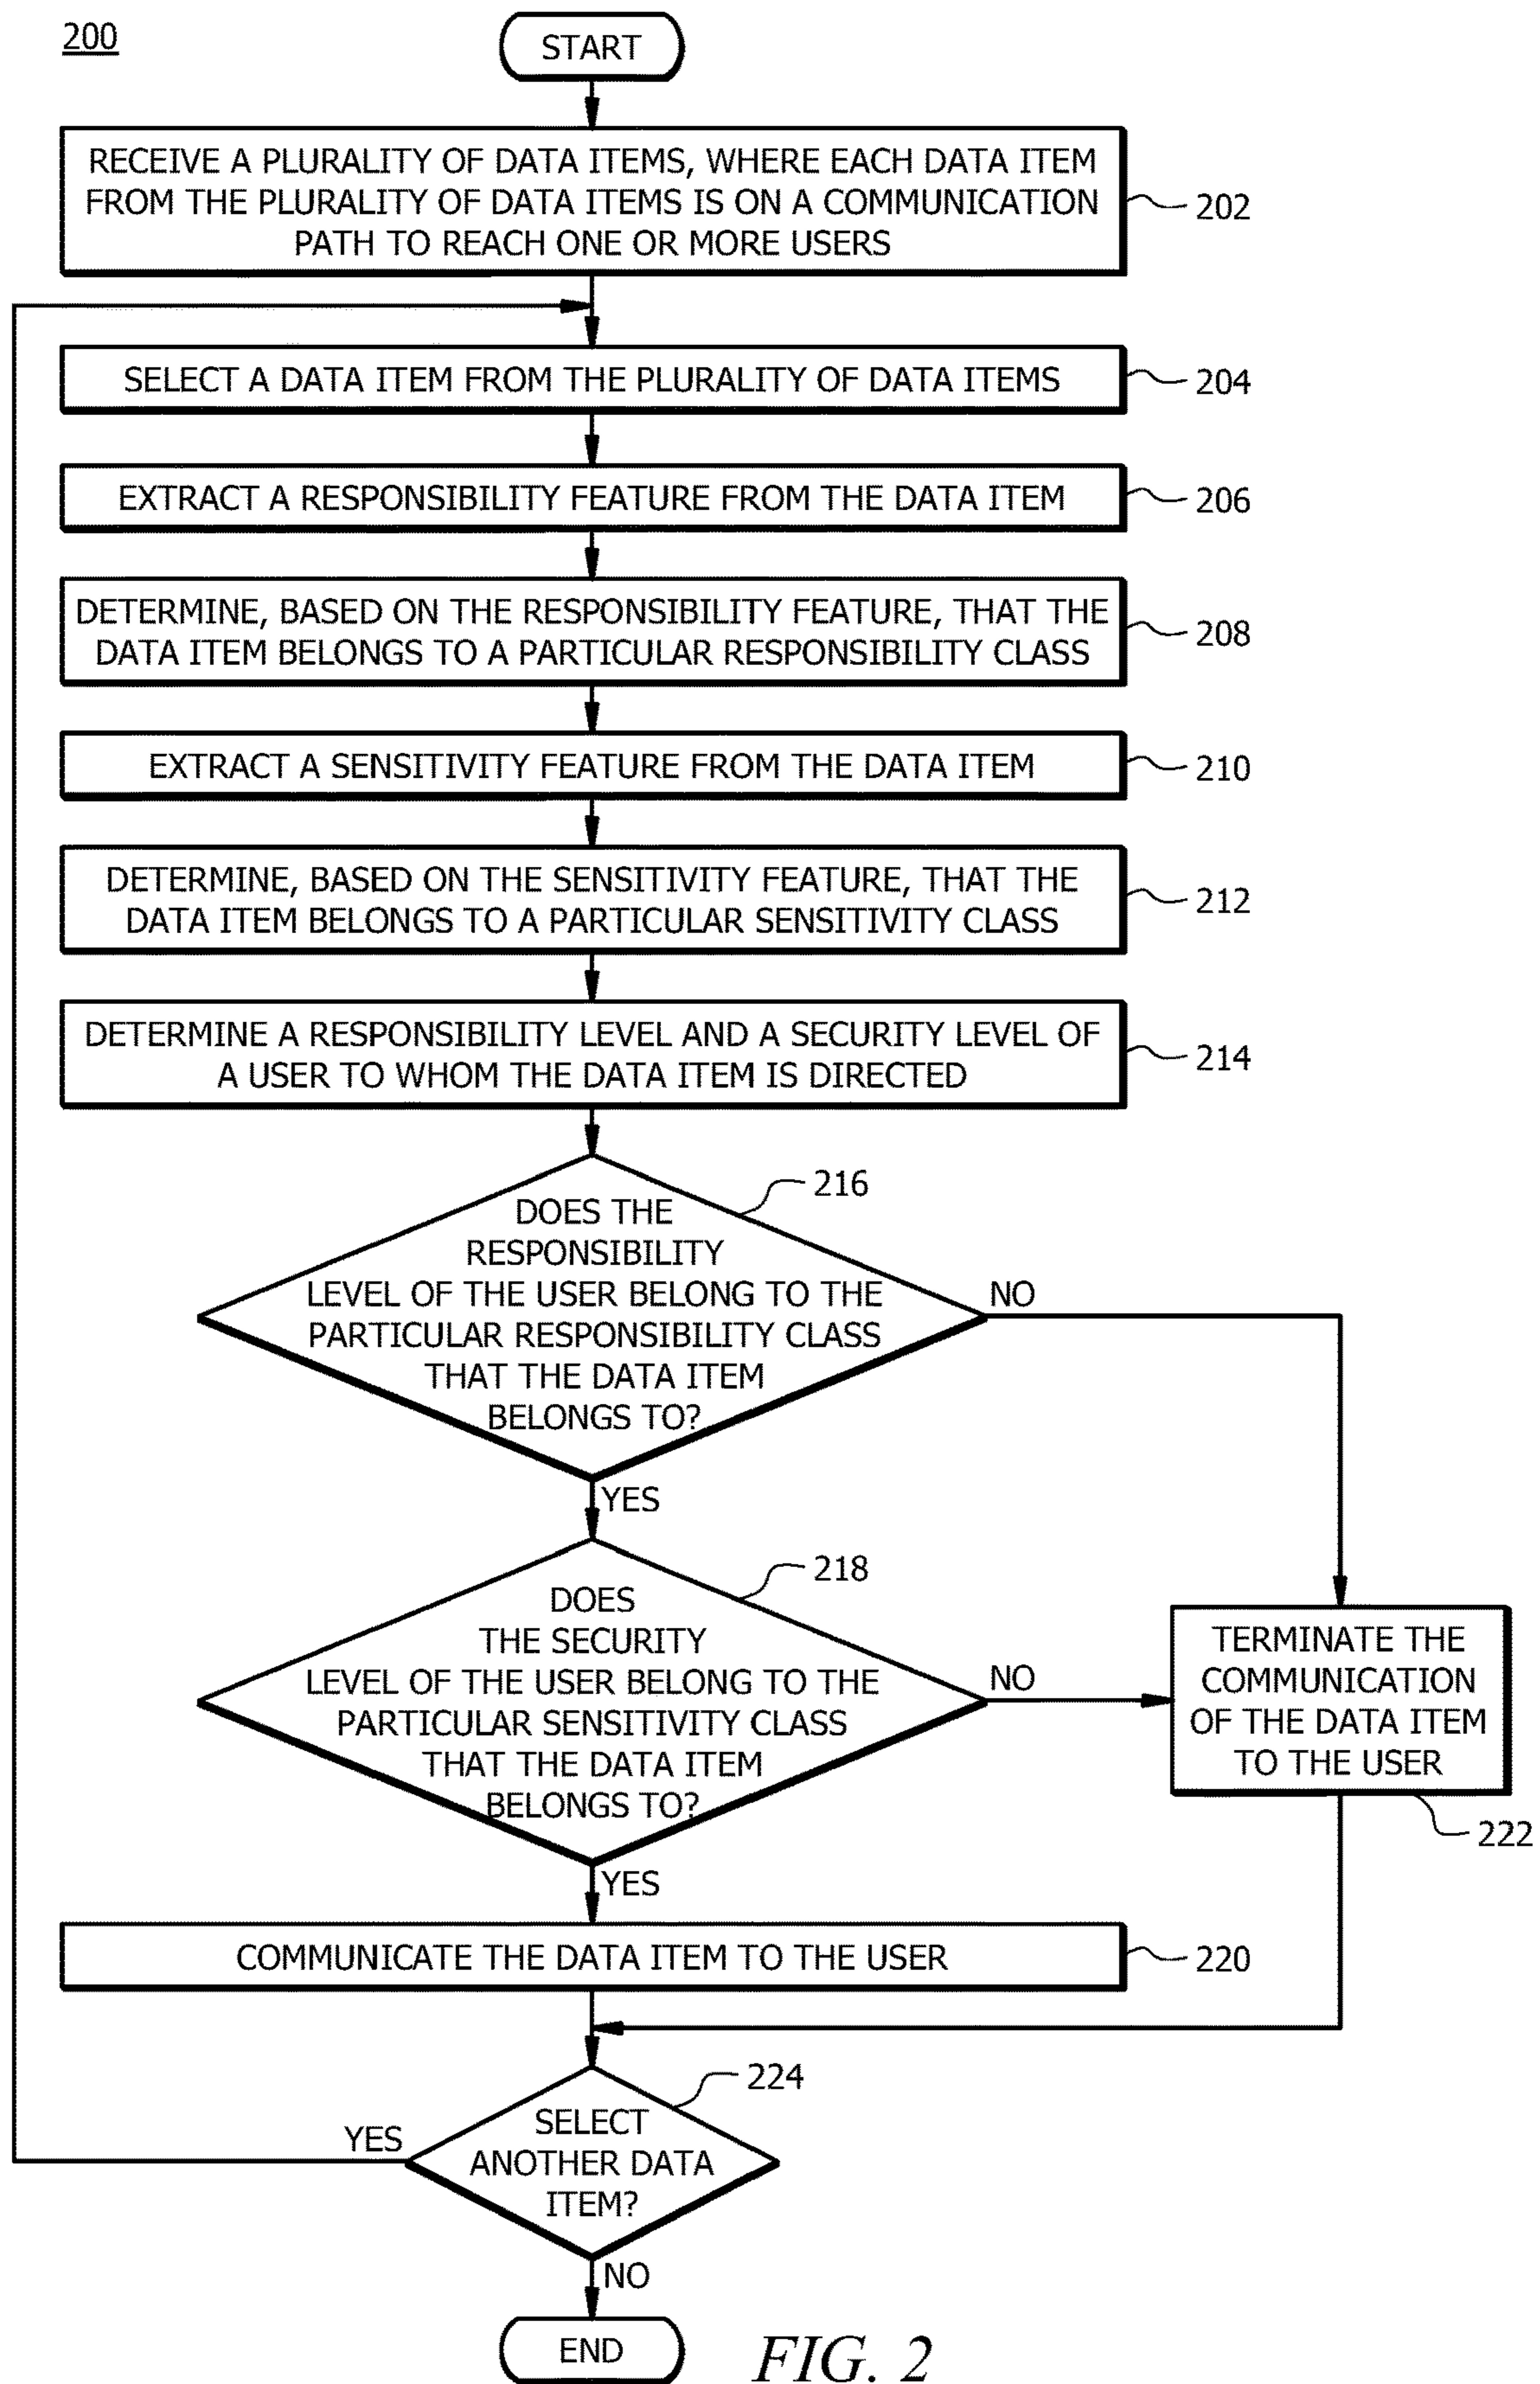 200
START
RECEIVE A PLURALITY OF DATA ITEMS, WHERE EACH DATA ITEM
FROM THE PLURALITY OF DATA ITEMS IS ON A COMMUNICATION
PATH TO REACH ONE OR MORE USERS
202
SELECT A DATA ITEM FROM THE PLURALITY OF DATA ITEMS
204
EXTRACT A RESPONSIBILITY FEATURE FROM THE DATA ITEM
206
DETERMINE, BASED ON THE RESPONSIBILITY FEATURE, THAT THE
DATA ITEM BELONGS TO A PARTICULAR RESPONSIBILITY CLASS
208
EXTRACT A SENSITIVITY FEATURE FROM THE DATA ITEM
210
DETERMINE, BASED ON THE SENSITIVITY FEATURE, THAT THE
DATA ITEM BELONGS TO A PARTICULAR SENSITIVITY CLASS
212
DETERMINE A RESPONSIBILITY LEVEL AND A SECURITY LEVEL OF
A USER TO WHOM THE DATA ITEM IS DIRECTED
214
216
DOES THE
RESPONSIBILITY
LEVEL OF THE USER BELONG TO THE
PARTICULAR RESPONSIBILITY CLASS
THAT THE DATA ITEM
BELONGS TO?
NO
YES
218
DOES
THE SECURITY
LEVEL OF THE USER BELONG TO THE
PARTICULAR SENSITIVITY CLASS
THAT THE DATA ITEM
BELONGS TO?
NO
YES
TERMINATE THE
COMMUNICATION
OF THE DATA ITEM
TO THE USER
222
COMMUNICATE THE DATA ITEM TO THE USER
220
224
SELECT
ANOTHER DATA
ITEM?
YES
NO
END
FIG. 2